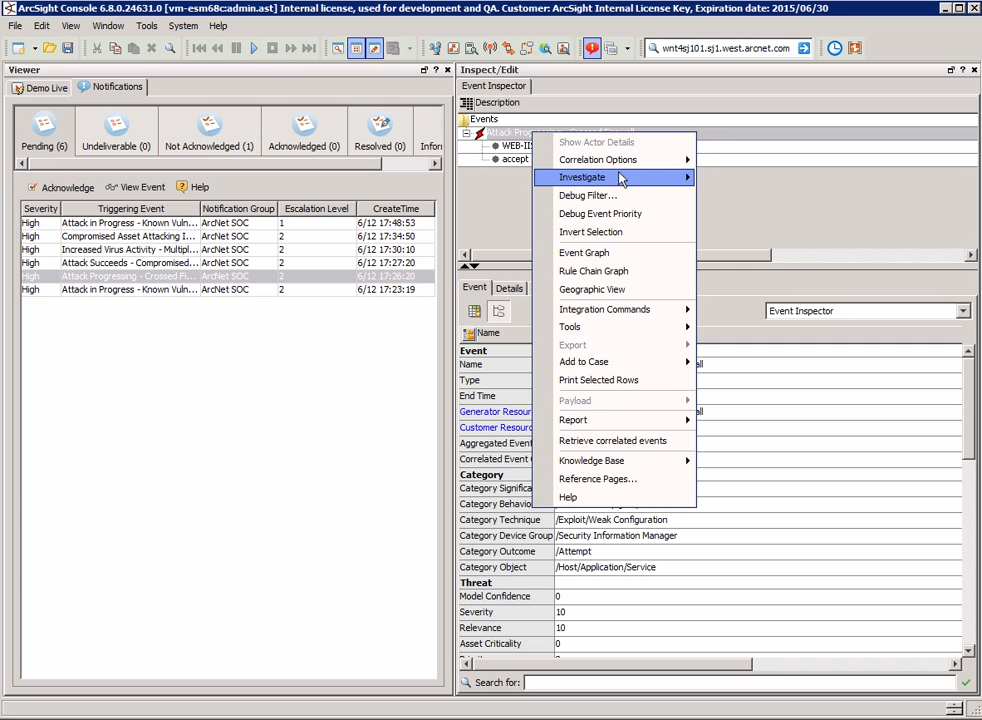 ArcSight Console 6.8.0.24631.0 [vm-esm68c:admin.ast] Internal license, used for development and QA. Customer: ArcSight Internal License Key, Expiration date: 2015/06/30
File Edit View Window Tools System Help
wnt4sj101.sj1.west.arcnet.com
Viewer
Demo Live Notifications
Pending (6) Undeliverable (0) Not Acknowledged (1) Acknowledged (0) Resolved (0) Infor
Acknowledge View Event Help
Severity Triggering Event Notification Group Escalation Level CreateTime
High Attack in Progress - Known Vuln... ArcNet SOC 1 6/12 17:48:53
High Compromised Asset Attacking I... ArcNet SOC 2 6/12 17:34:50
High Increased Virus Activity - Multipl... ArcNet SOC 2 6/12 17:30:10
High Attack Succeeds - Compromised... ArcNet SOC 2 6/12 17:27:20
High Attack Progressing - Crossed Fi... ArcNet SOC 2 6/12 17:26:20
High Attack in Progress - Known Vuln... ArcNet SOC 2 6/12 17:23:19
Inspect/Edit
Event Inspector
Description
Events
Attack Progressing - Crossed Firewall
WEB-II
accept
Show Actor Details
Correlation Options
Investigate
Debug Filter...
Debug Event Priority
Invert Selection
Event Graph
Rule Chain Graph
Geographic View
Integration Commands
Tools
Export
Add to Case
Print Selected Rows
Payload
Report
Retrieve correlated events
Knowledge Base
Reference Pages...
Help
Event Details
Event Inspector
Name
Event
Name all
Type
End Time
Generator Resour all
Customer Resour
Aggregated Event
Correlated Event
Category
Category Significa
Category Behavio
Category Technique /Exploit/Weak Configuration
Category Device Group /Security Information Manager
Category Outcome /Attempt
Category Object /Host/Application/Service
Threat
Model Confidence 0
Severity 10
Relevance 10
Asset Criticality 0
Search for: